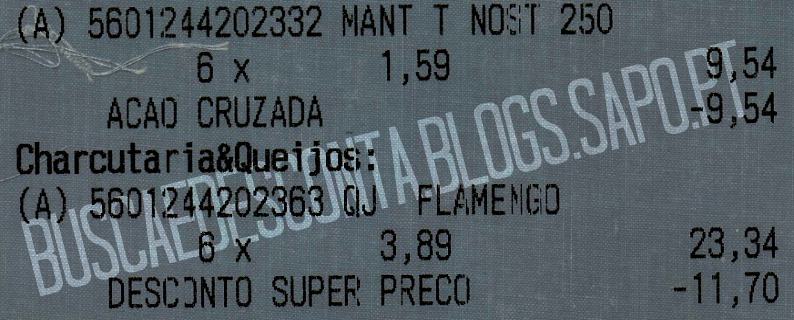 (A) 5601244202332 MANT T NOST 250
6 x 1,59 9,54
ACAO CRUZADA -9,54
Charcutaria&Queijos:
(A) 5601244202363 QJ FLAMENGO
6 x 3,89 23,34
DESCONTO SUPER PRECO -11,70
BUSCAEDESCONTA.BLOGS.SAPO.PT